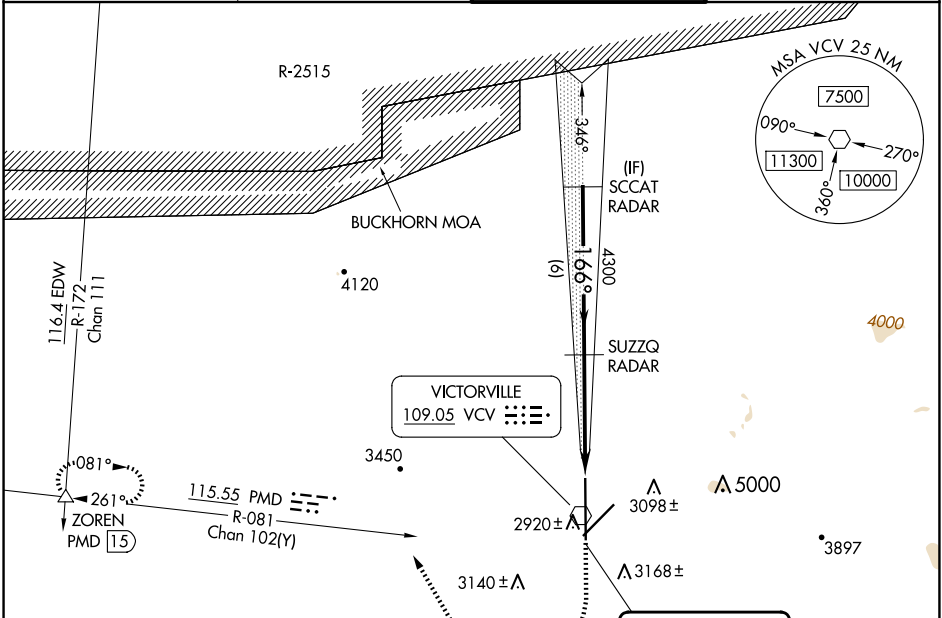 R-2515
MSA VCV 25 NM
7500
090°
270°
11300
10000
360°
346°
(IF)
SCCAT
RADAR
BUCKHORN MOA
116.4 EDW
R-172
Chan 111
4120
(6)
166°
4300
4000
SUZZQ
RADAR
VICTORVILLE
109.05 VCV
3450
081°
261°
ZOREN
PMD 15
115.55 PMD
R-081
Chan 102(Y)
2920±
3098±
5000
3897
3140±
3168±